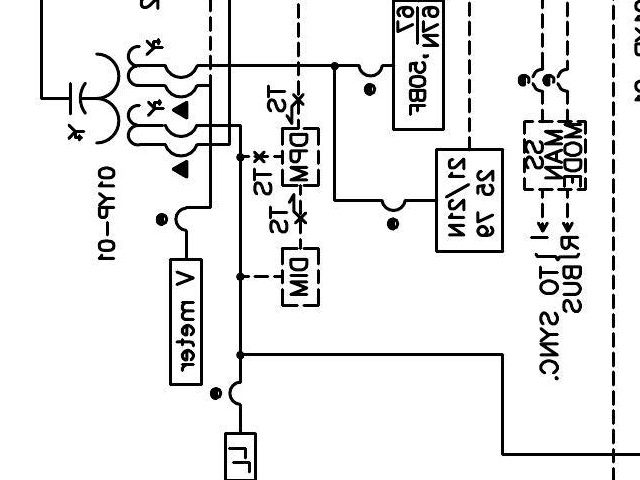 67N, 50BF
67
25 79
21/21N
MODE
MAN
SS
TS
DPM
TS
TS
DIM
01YP-01
V meter
R/BUS
TO SYNC.